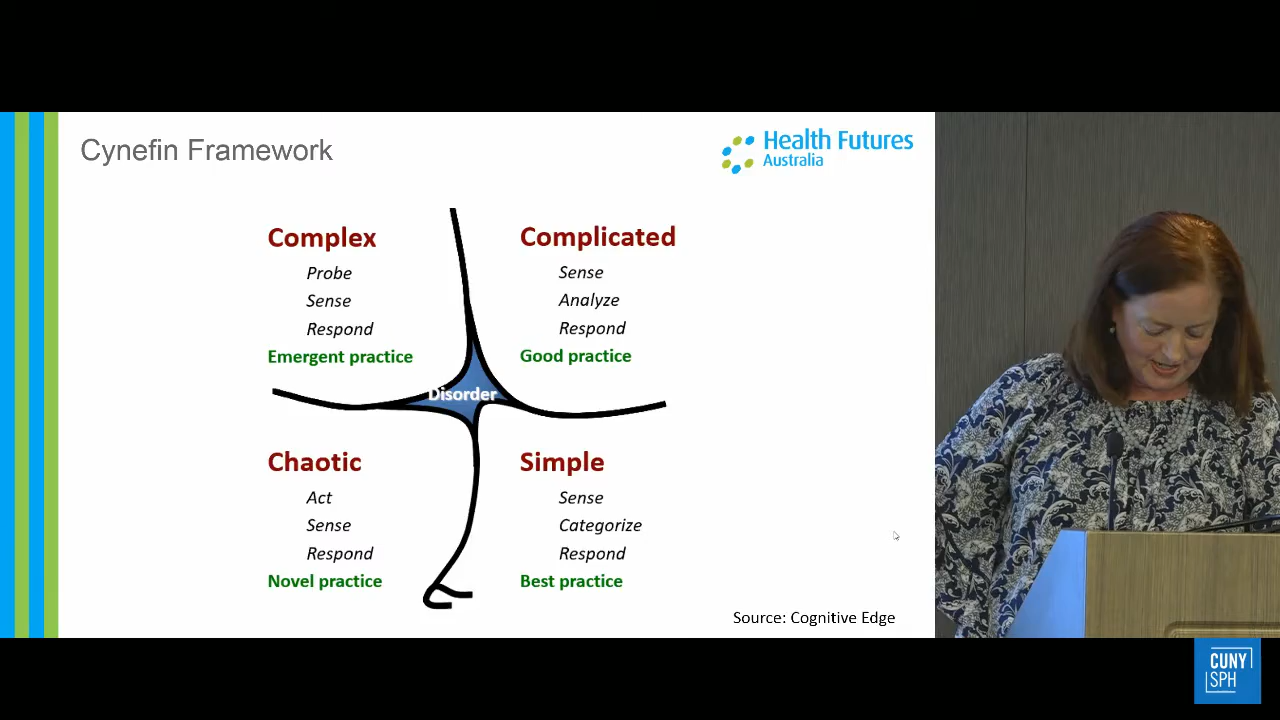 Cynefin Framework
Health Futures
Australia
Complex
Probe
Sense
Respond
Emergent practice
Complicated
Sense
Analyze
Respond
Good practice
Disorder
Chaotic
Act
Sense
Respond
Novel practice
Simple
Sense
Categorize
Respond
Best practice
Source: Cognitive Edge
CUNY
SPH